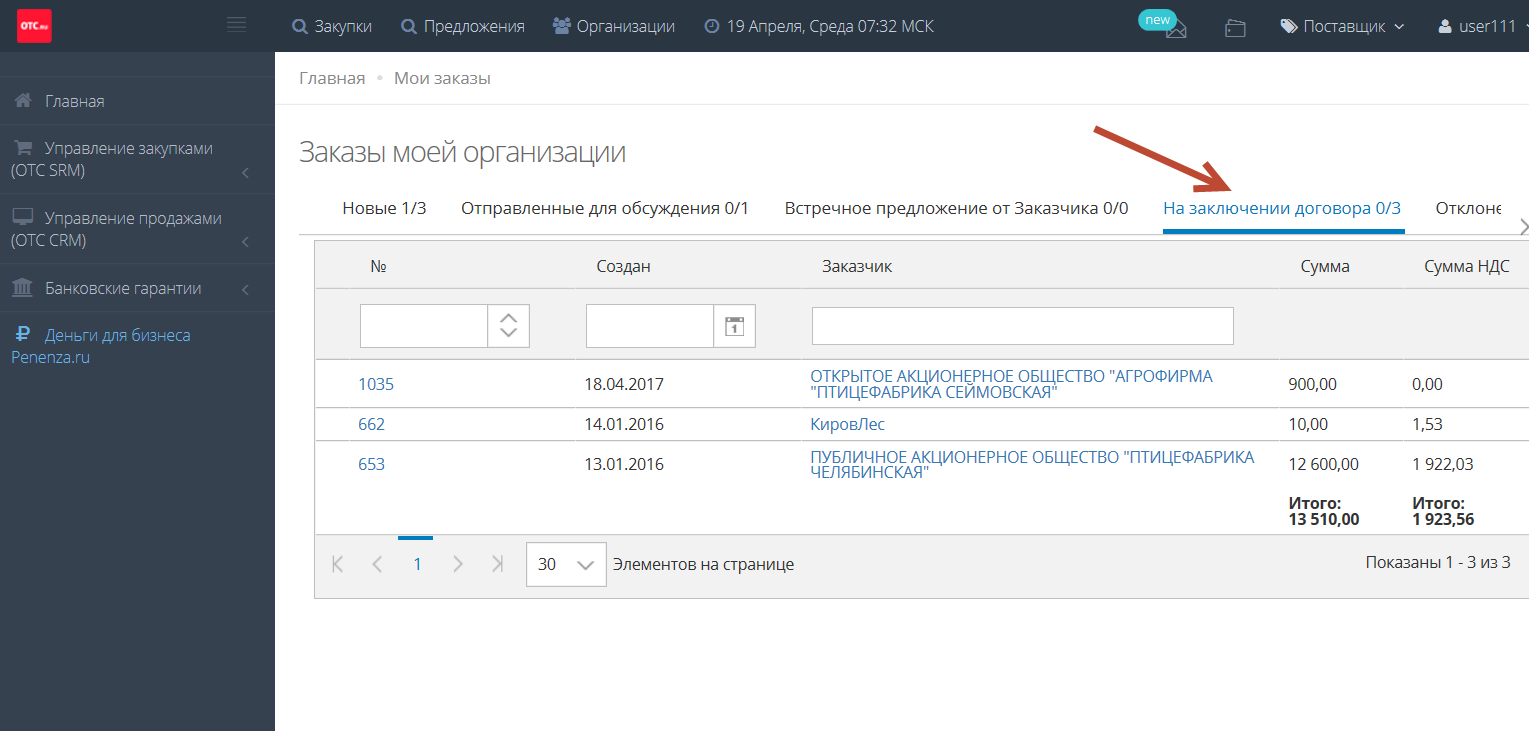 OTC.RU
Закупки
Предложения
Организации
19 Апреля, Среда 07:32 МСК
new
Поставщик
user111
Главная
Управление закупками
(ОТС SRM)
Управление продажами
(ОТС CRM)
Банковские гарантии
Деньги для бизнеса
Penenza.ru
Главная • Мои заказы
Заказы моей организации
Новые 1/3
Отправленные для обсуждения 0/1
Встречное предложение от Заказчика 0/0
На заключении договора 0/3
Отклоне
№
Создан
Заказчик
Сумма
Сумма НДС
1
1035
18.04.2017
ОТКРЫТОЕ АКЦИОНЕРНОЕ ОБЩЕСТВО "АГРОФИРМА
"ПТИЦЕФАБРИКА СЕЙМОВСКАЯ"
900,00
0,00
662
14.01.2016
КировЛес
10,00
1,53
653
13.01.2016
ПУБЛИЧНОЕ АКЦИОНЕРНОЕ ОБЩЕСТВО "ПТИЦЕФАБРИКА
ЧЕЛЯБИНСКАЯ"
12 600,00
1 922,03
Итого:
13 510,00
Итого:
1 923,56
1
30
Элементов на странице
Показаны 1 - 3 из 3